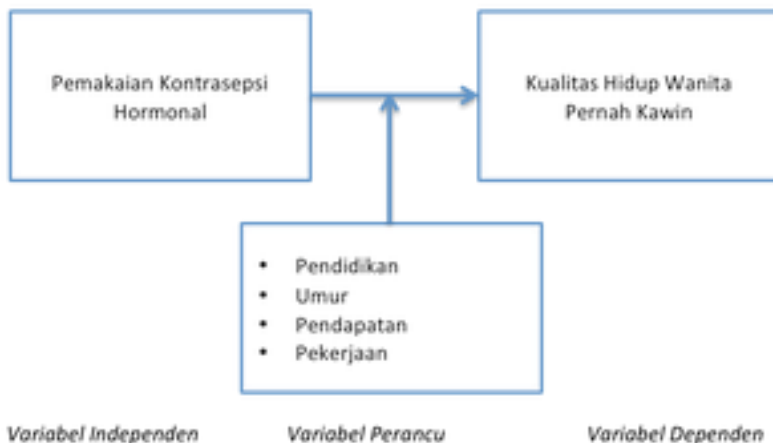 Pemakaian Kontrasepsi
Hormonal
Kualitas Hidup Wanita
Pernah Kawin
• Pendidikan
• Umur
• Pendapatan
• Pekerjaan
Variabel Independen
Variabel Perancu
Variabel Dependen